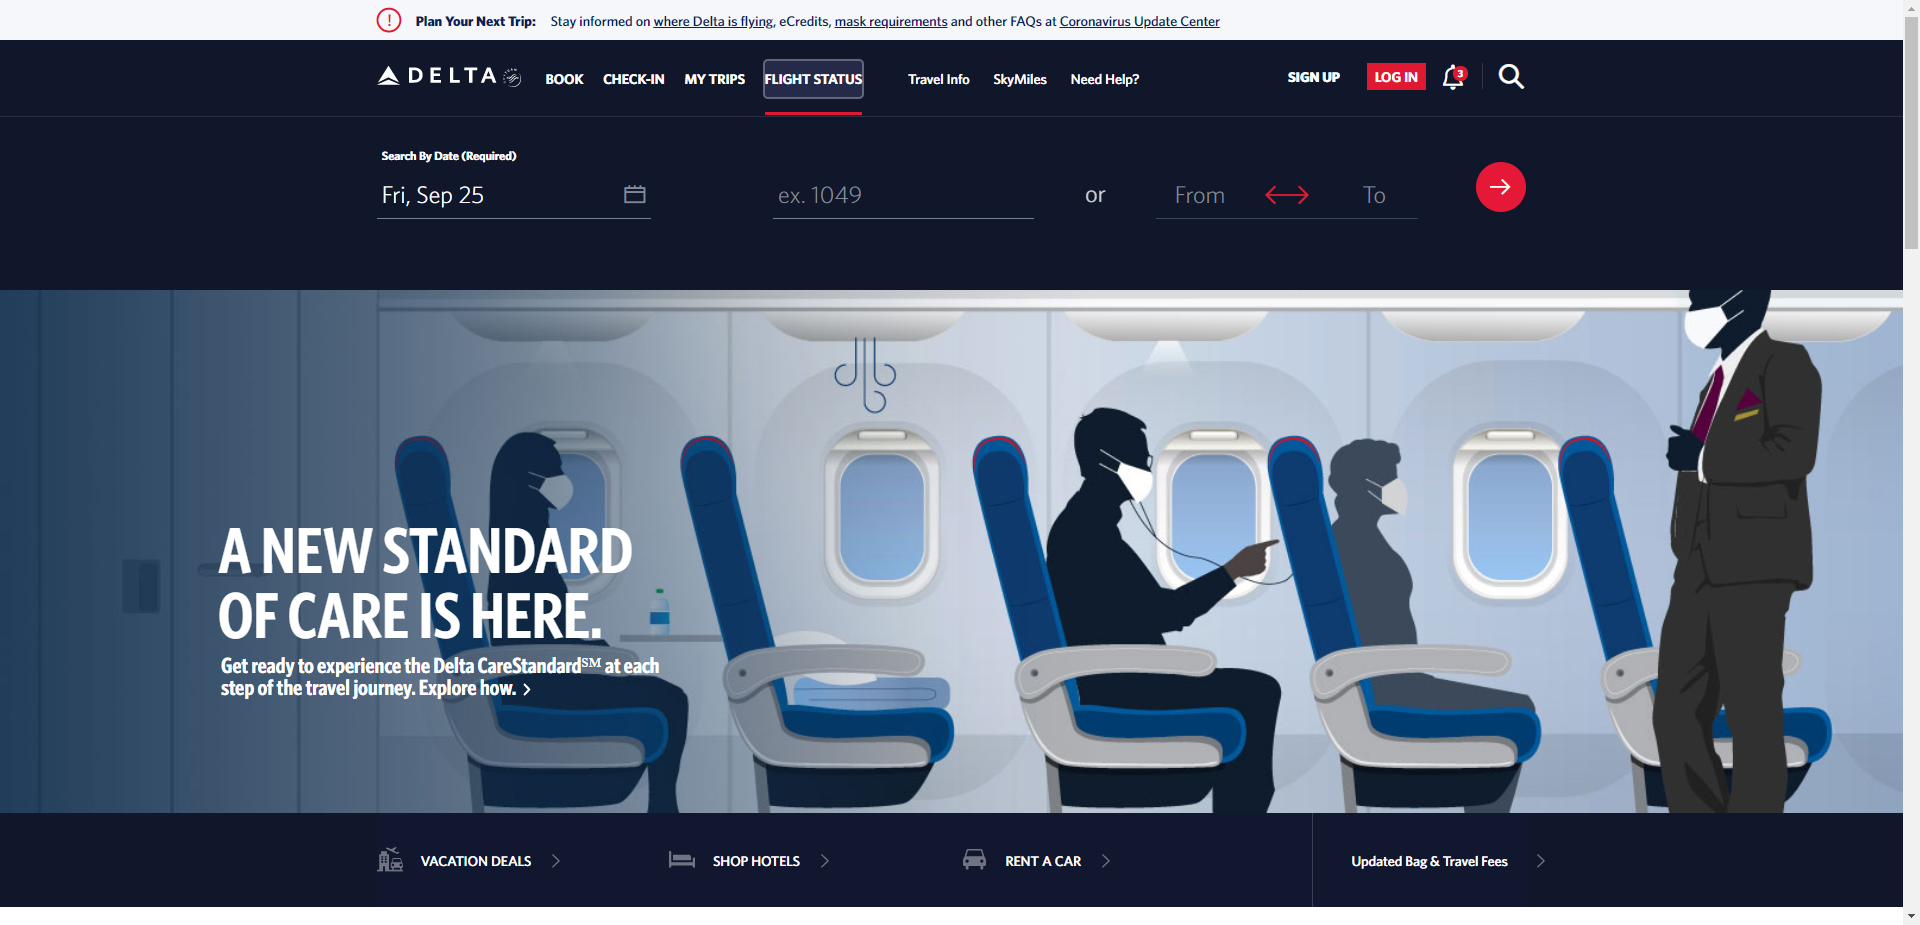 Plan Your Next Trip: Stay informed on where Delta is flying, eCredits, mask requirements and other FAQs at Coronavirus Update Center
DELTA BOOK CHECK-IN MY TRIPS FLIGHT STATUS Travel Info SkyMiles Need Help? SIGN UP LOG IN 3
Search By Date (Required)
Fri, Sep 25 ex. 1049 or From To
A NEW STANDARD
OF CARE IS HERE.
Get ready to experience the Delta CareStandard℠ at each
step of the travel journey. Explore how.
VACATION DEALS SHOP HOTELS RENT A CAR Updated Bag & Travel Fees